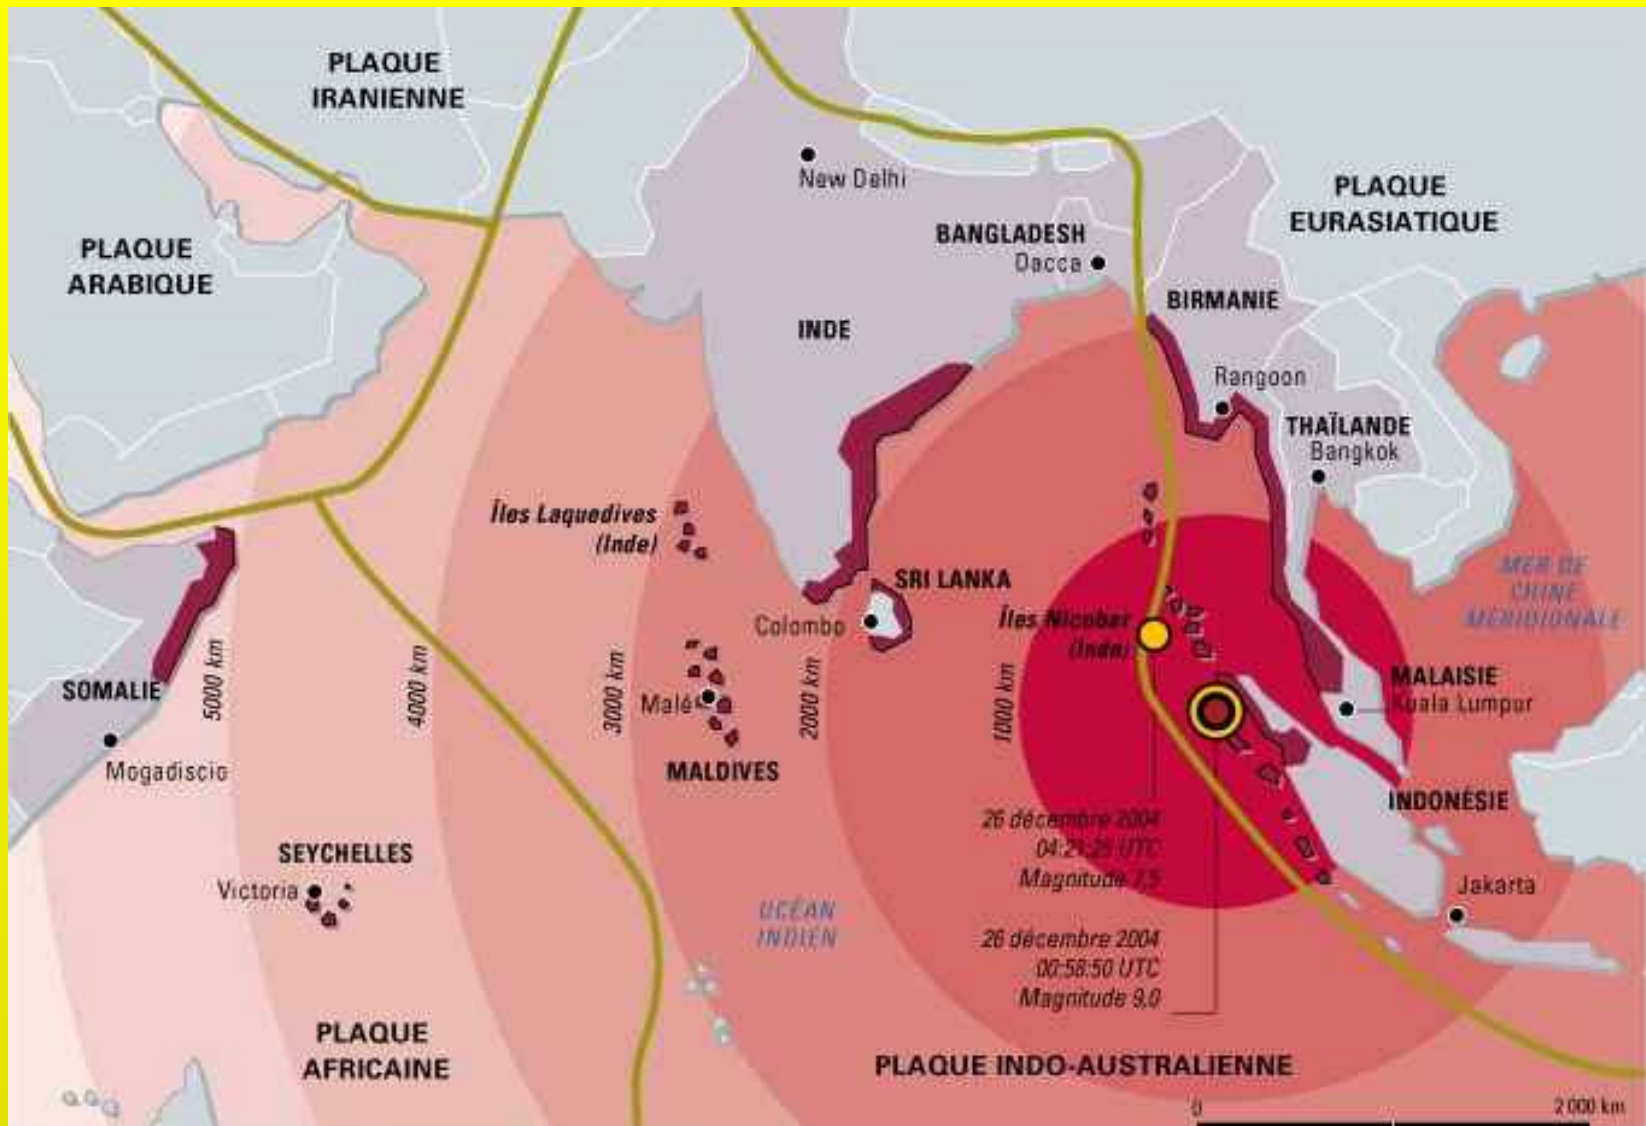 PLAQUE
IRANIENNE
PLAQUE
ARABIQUE
New Delhi
PLAQUE
EURASIATIQUE
BANGLADESH
Dacca
BIRMANIE
INDE
Rangoon
THAÏLANDE
Bangkok
Îles Laquedives
(Inde)
SRI LANKA
Colombo
Îles Nicobar
(Inde)
MER DE
CHINE
MERIDIONALE
SOMALIE
Mogadiscio
5000 km
4000 km
3000 km
2000 km
1000 km
Malé
MALDIVES
MALAISIE
Kuala Lumpur
INDONÉSIE
26 décembre 2004
04:21:25 UTC
Magnitude 7,5
SEYCHELLES
Victoria
OCÉAN
INDIEN
Jakarta
26 décembre 2004
00:58:50 UTC
Magnitude 9,0
PLAQUE
AFRICAINE
PLAQUE INDO-AUSTRALIENNE
0
2 000 km